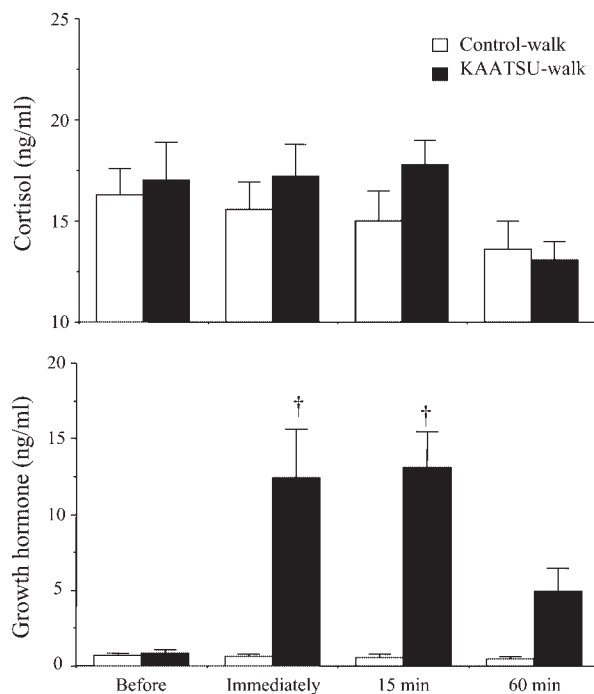 25
20
15
10
Cortisol (ng/ml)
Control-walk
KAATSU-walk
20
15
10
5
0
Growth hormone (ng/ml)
†
†
Before
Immediately
15 min
60 min